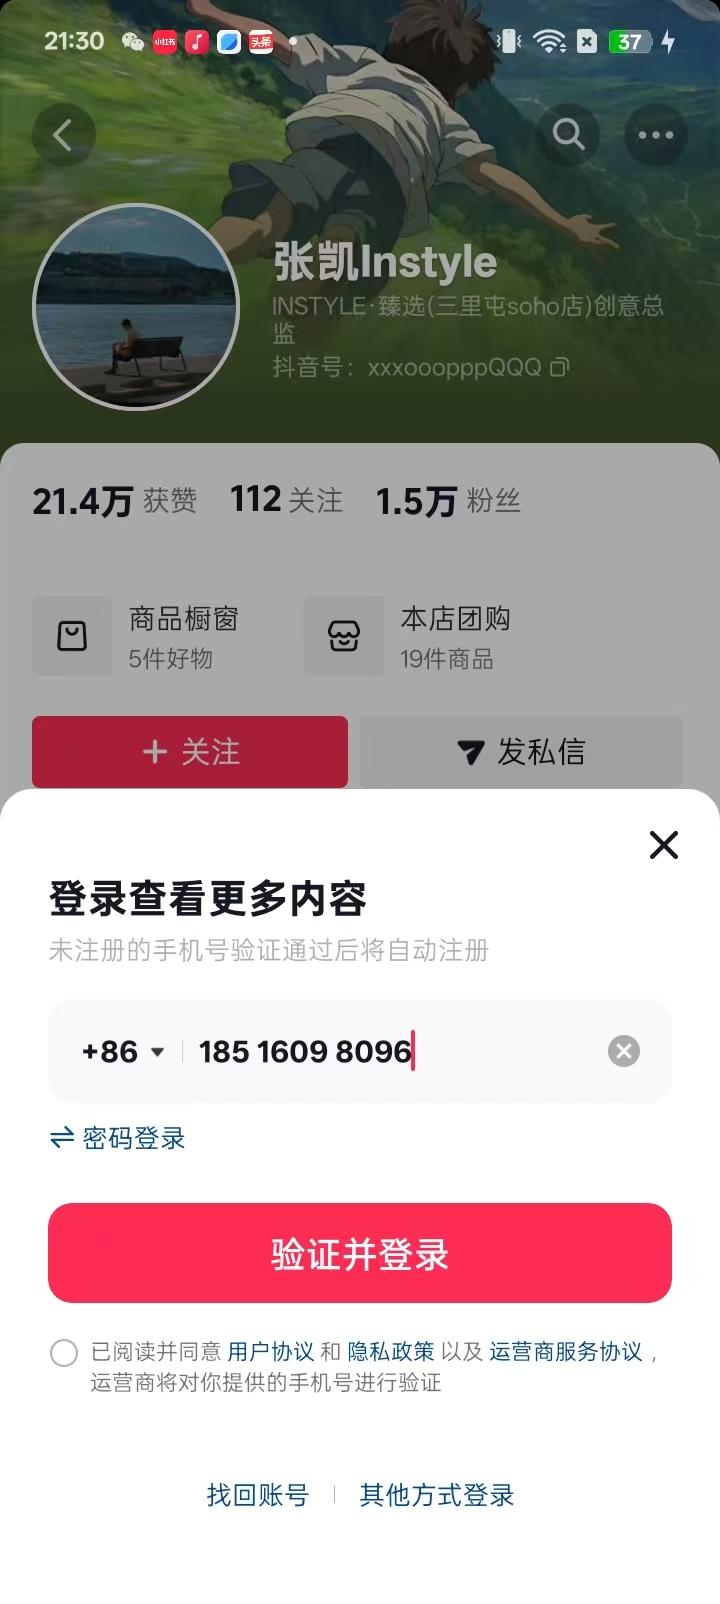 21:30
小红书
头条
37
张凯Instyle
INSTYLE·臻选(三里屯soho店)创意总
监
抖音号：xxxooopppQQQ
21.4万 获赞 112 关注 1.5万 粉丝
商品橱窗
5件好物
本店团购
19件商品
关注
发私信
登录查看更多内容
未注册的手机号验证通过后将自动注册
+86 185 1609 8096
密码登录
验证并登录
已阅读并同意 用户协议 和 隐私政策 以及 运营商服务协议，
运营商将对你提供的手机号进行验证
找回账号
其他方式登录